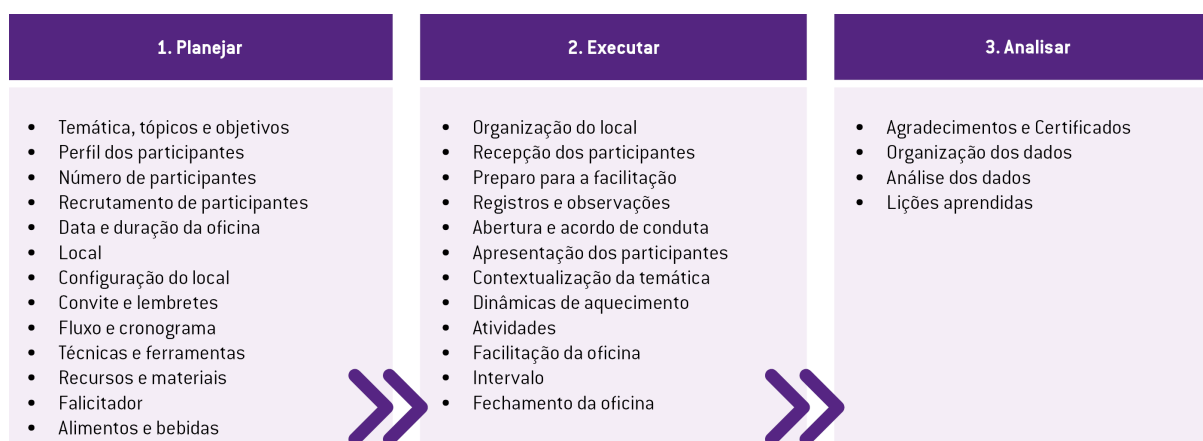 1. Planejar
• Temática, tópicos e objetivos
• Perfil dos participantes
• Número de participantes
• Recrutamento de participantes
• Data e duração da oficina
• Local
• Configuração do local
• Convite e lembretes
• Fluxo e cronograma
• Técnicas e ferramentas
• Recursos e materiais
• Falicitador
• Alimentos e bebidas
2. Executar
• Organização do local
• Recepção dos participantes
• Preparo para a facilitação
• Registros e observações
• Abertura e acordo de conduta
• Apresentação dos participantes
• Contextualização da temática
• Dinâmicas de aquecimento
• Atividades
• Facilitação da oficina
• Intervalo
• Fechamento da oficina
3. Analisar
• Agradecimentos e Certificados
• Organização dos dados
• Análise dos dados
• Lições aprendidas